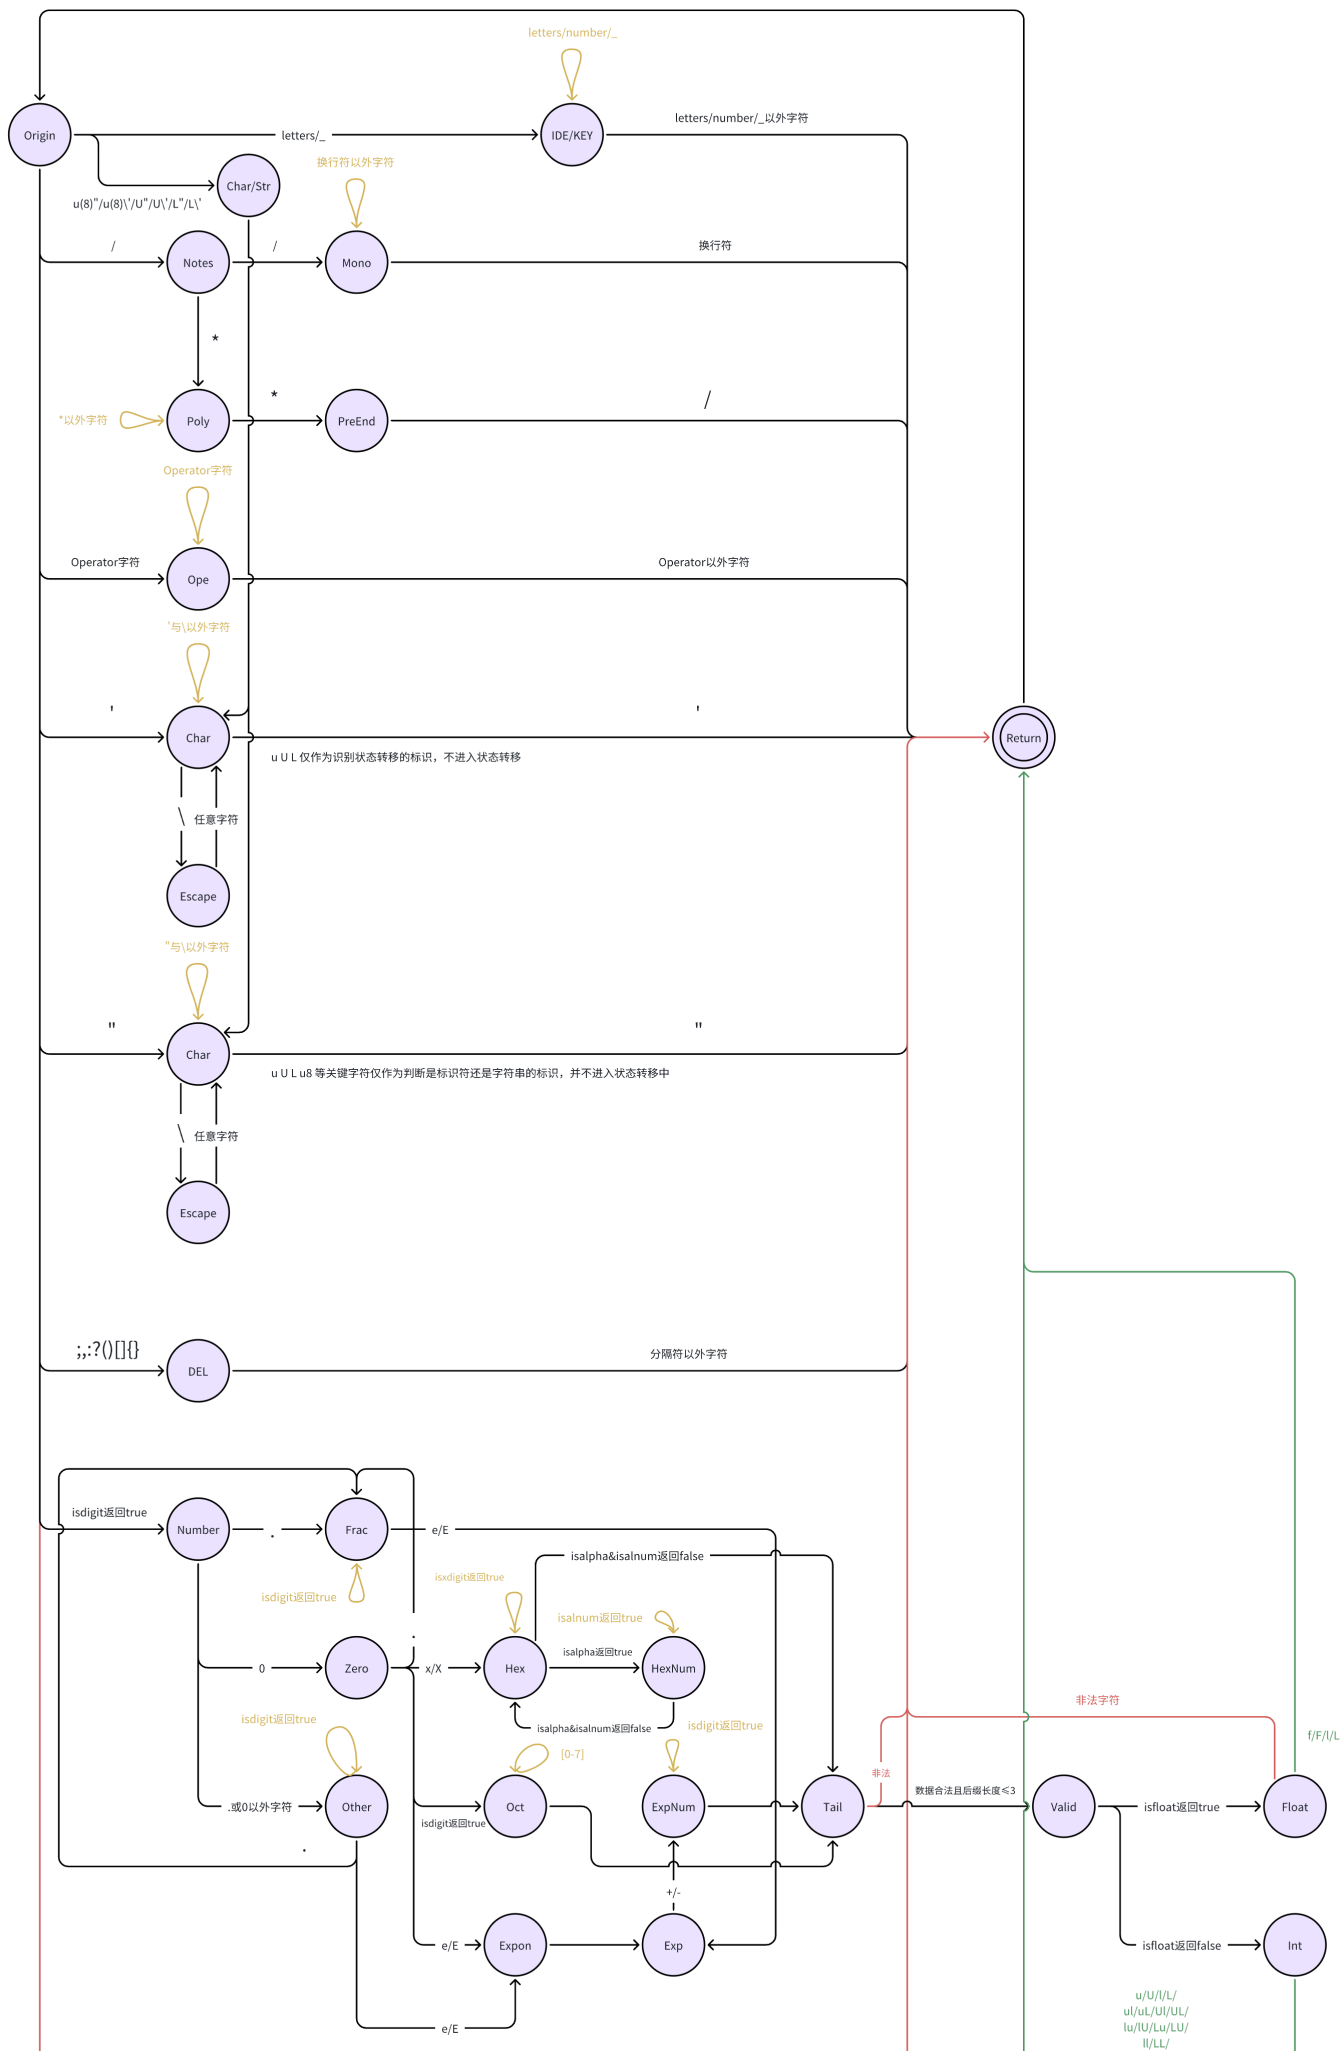 letters/number/_
letters/number/_以外字符
Origin
letters/_
IDE/KEY
换行符以外字符
Char/Str
u(8)"/u(8)\'/U"/U\'/L"/L\'
/
/
换行符
Notes
Mono
*
*
/
*以外字符
Poly
PreEnd
Operator字符
Operator字符
Operator以外字符
Ope
'与\以外字符
'
'
Char
Return
u U L 仅作为识别状态转移的标识，不进入状态转移
\
任意字符
Escape
"与\以外字符
"
"
Char
u U L u8 等关键字符仅作为判断是标识符还是字符串的标识，并不进入状态转移中
\
任意字符
Escape
;,:?()[]{}
分隔符以外字符
DEL
isdigit返回true
Number
.
Frac
e/E
isalpha&isalnum返回false
isxdigit返回true
isdigit返回true
isalnum返回true
.
isalpha返回true
0
Zero
x/X
Hex
HexNum
非法字符
isdigit返回true
isalpha&isalnum返回false
isdigit返回true
f/F/l/L
[0-7]
非法
数据合法且后缀长度≤3
.或0以外字符
Other
Oct
ExpNum
Tail
Valid
isfloat返回true
Float
isdigit返回true
.
+/-
e/E
Expon
Exp
isfloat返回false
Int
u/U/l/L/
ul/uL/Ul/UL/
lu/lU/Lu/LU/
ll/LL/
e/E